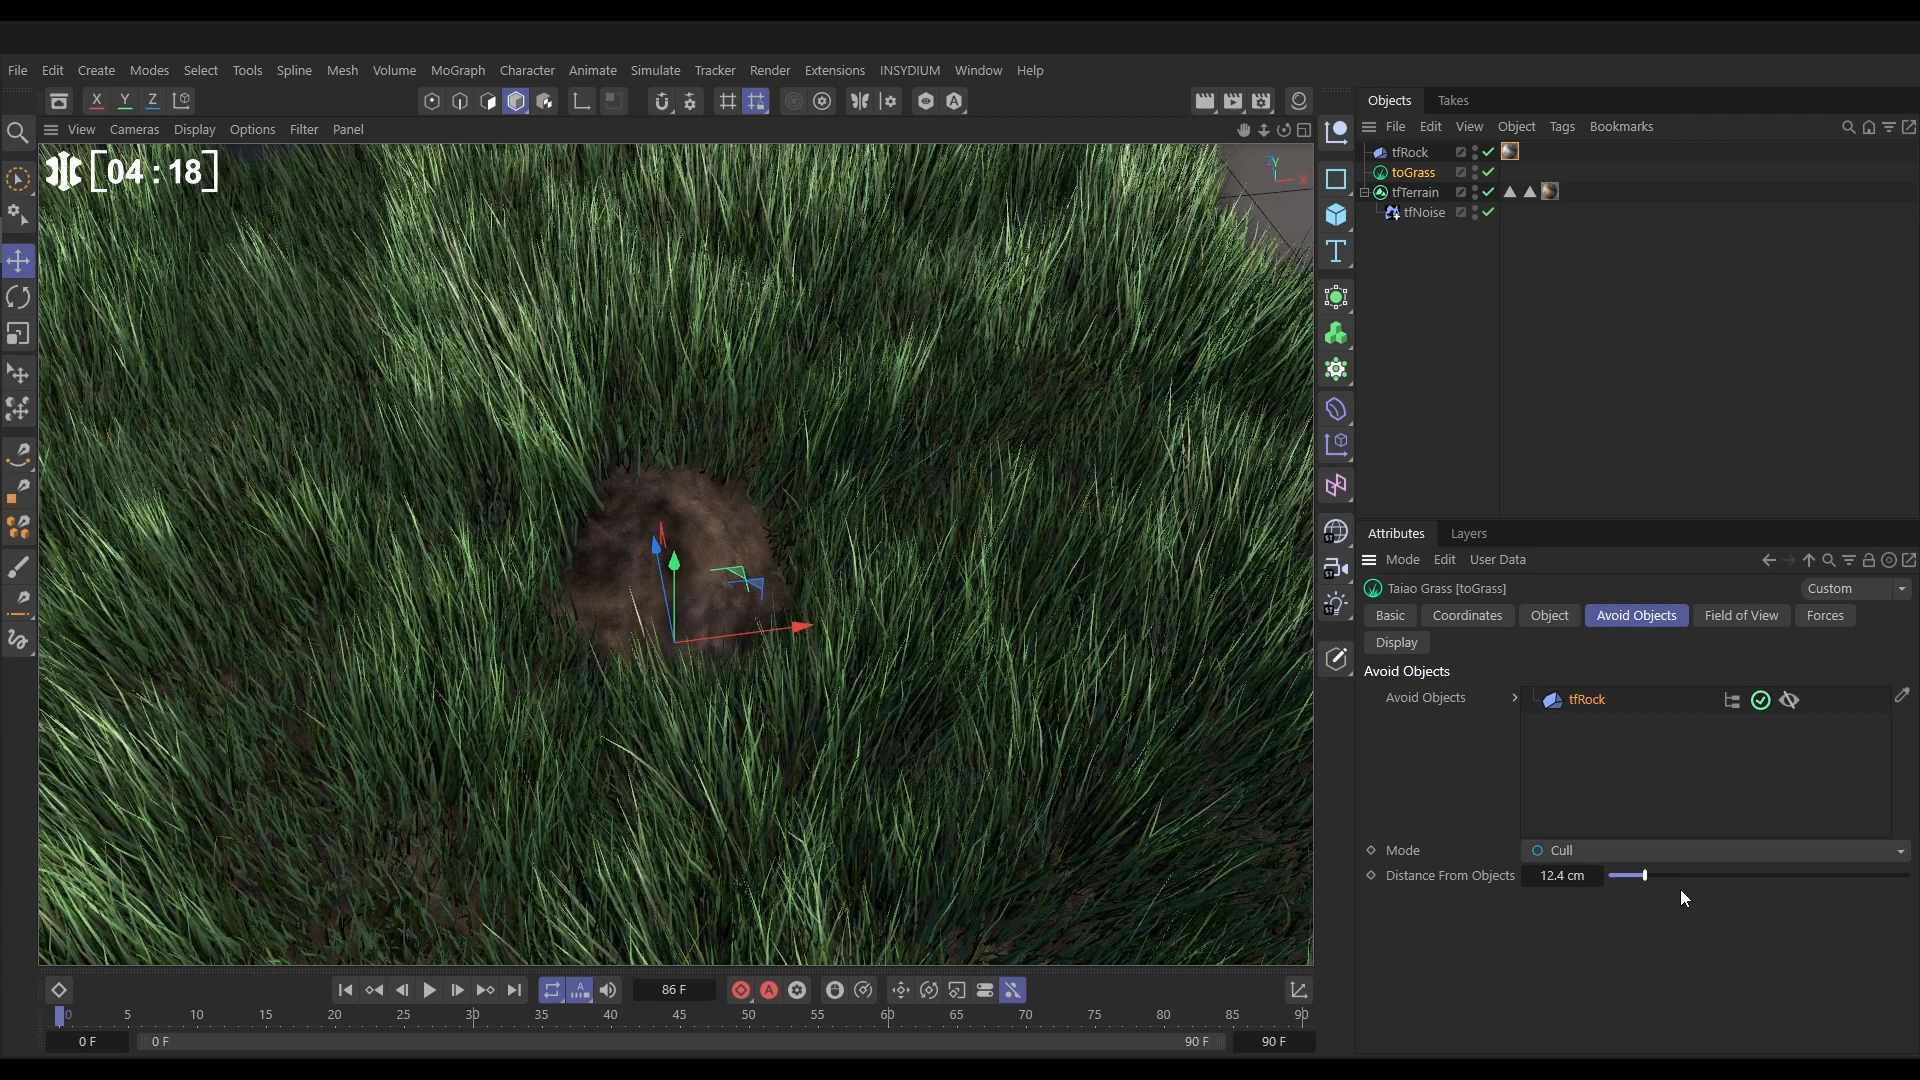 File Edit Create Modes Select Tools Spline Mesh Volume MoGraph Character Animate Simulate Tracker Render Extensions INSYDIUM Window Help
X Y Z
View Cameras Display Options Filter Panel
[04:18]
Y
X
Objects Takes
File Edit View Object Tags Bookmarks
tfRock
toGrass
tfTerrain
tfNoise
Attributes Layers
Mode Edit User Data
Taiao Grass [toGrass] Custom
Basic Coordinates Object Avoid Objects Field of View Forces
Display
Avoid Objects
Avoid Objects tfRock
Mode Cull
Distance From Objects 12.4 cm
86 F
0 5 10 15 20 25 30 35 40 45 50 55 60 65 70 75 80 85 90
0 F 0 F 90 F 90 F